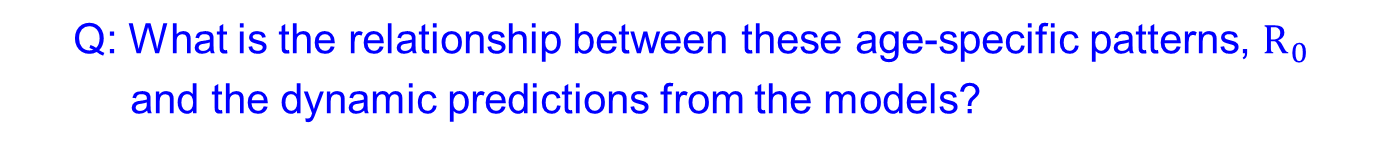 Q: What is the relationship between these age-specific patterns, R₀
and the dynamic predictions from the models?